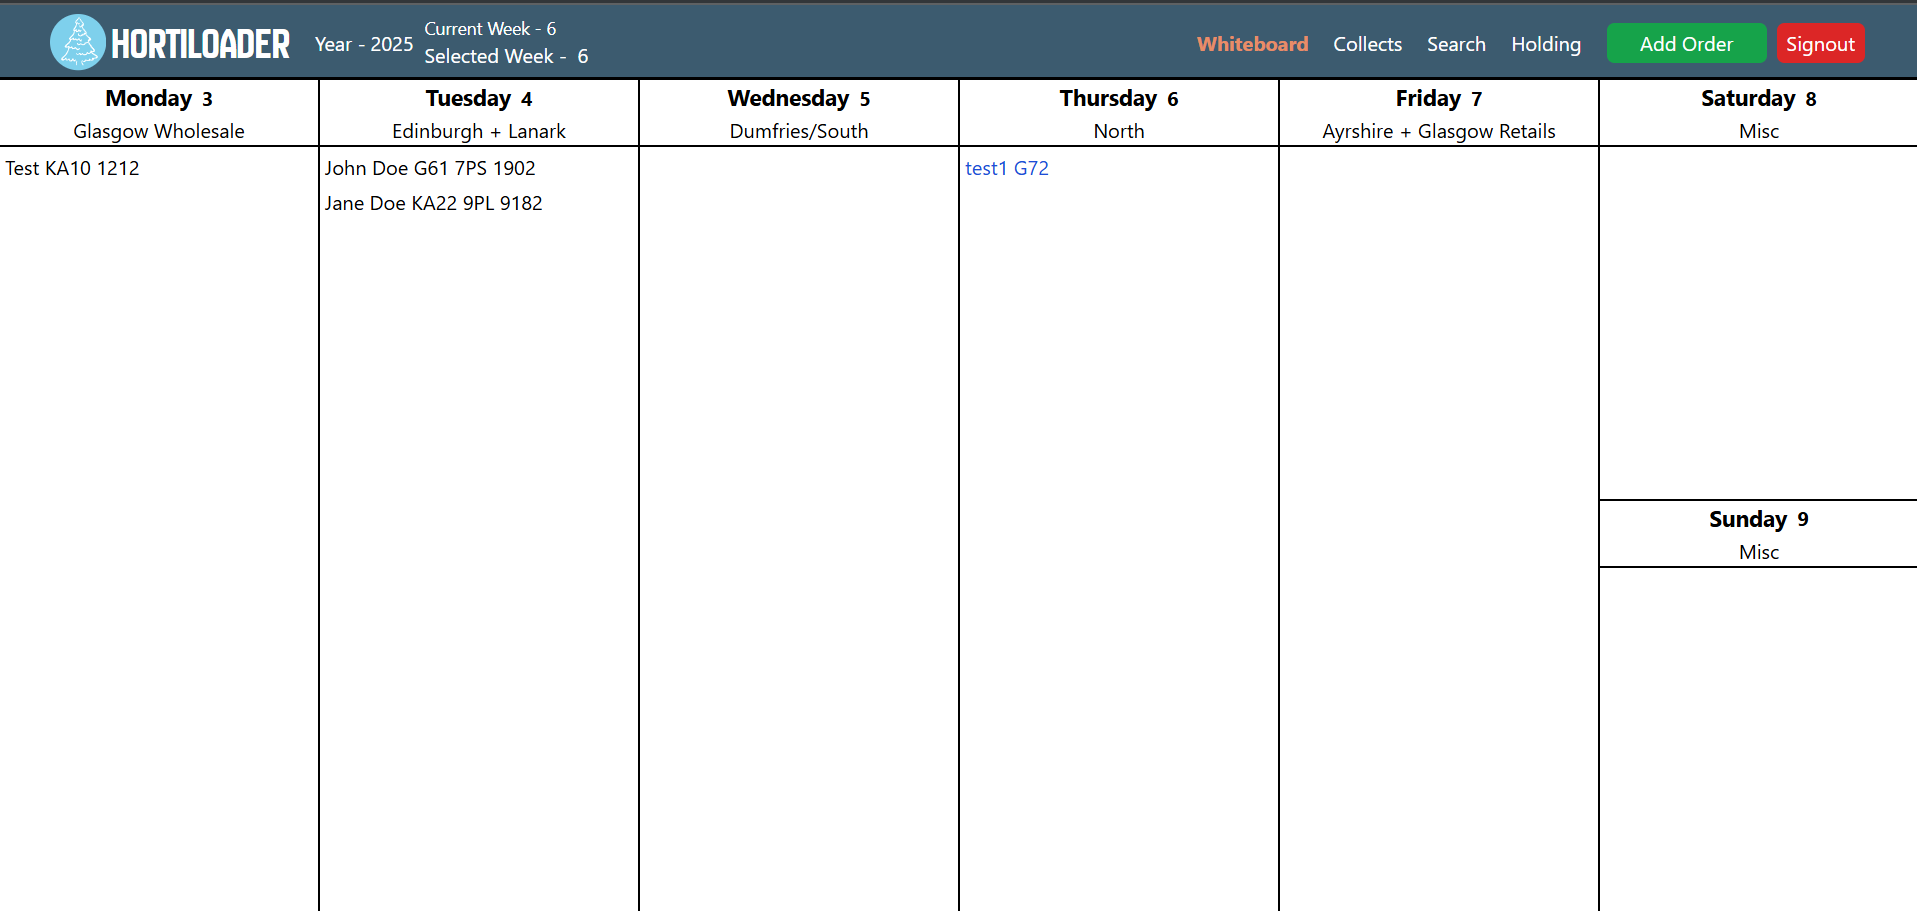 HORTILOADER
Year - 2025
Current Week - 6
Selected Week - 6
Whiteboard Collects Search Holding Add Order Signout
Monday 3
Glasgow Wholesale
Test KA10 1212
Tuesday 4
Edinburgh + Lanark
John Doe G61 7PS 1902
Jane Doe KA22 9PL 9182
Wednesday 5
Dumfries/South
Thursday 6
North
test1 G72
Friday 7
Ayrshire + Glasgow Retails
Saturday 8
Misc
Sunday 9
Misc